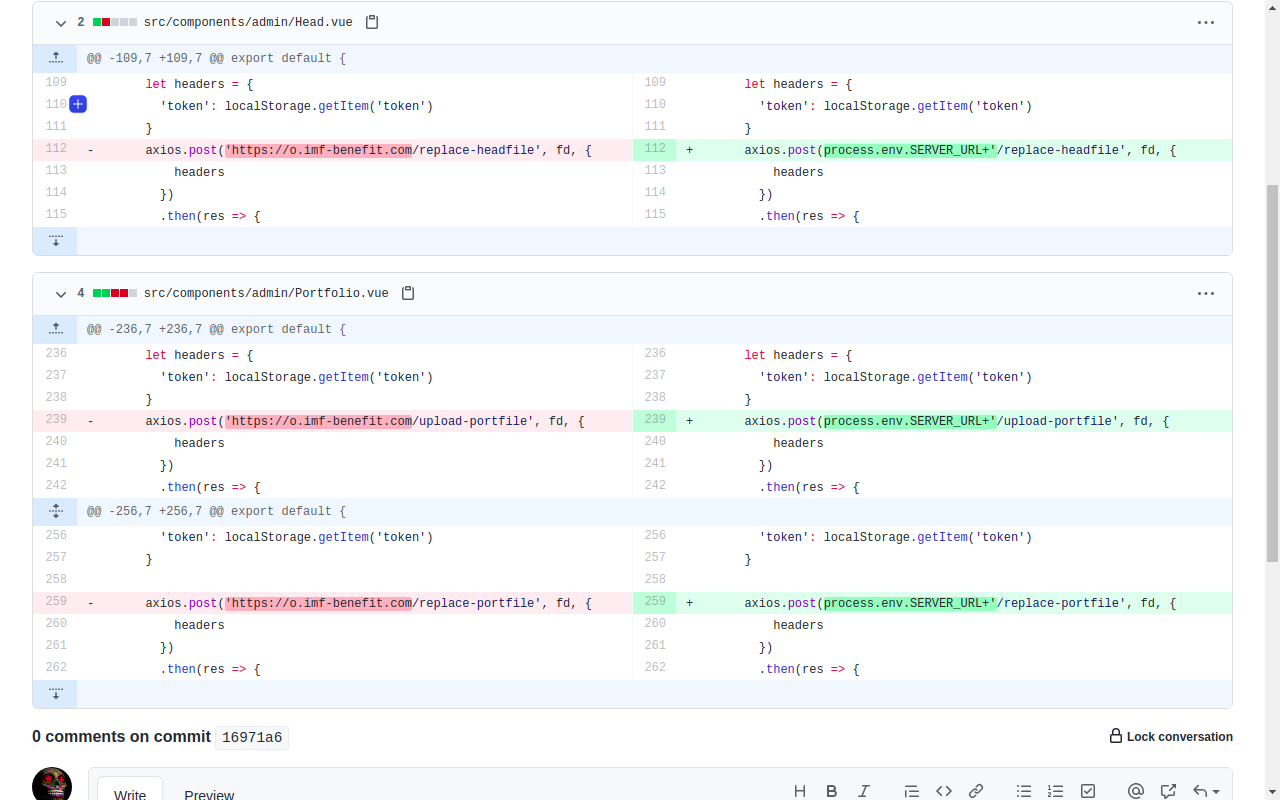 2 src/components/admin/Head.vue
@@ -109,7 +109,7 @@ export default {
109 let headers = { 109 let headers = {
110 'token': localStorage.getItem('token') 110 'token': localStorage.getItem('token')
111 } 111 }
112 - axios.post('https://o.imf-benefit.com/replace-headfile', fd, { 112 + axios.post(process.env.SERVER_URL+'/replace-headfile', fd, {
113 headers 113 headers
114 }) 114 })
115 .then(res => { 115 .then(res => {
4 src/components/admin/Portfolio.vue
@@ -236,7 +236,7 @@ export default {
236 let headers = { 236 let headers = {
237 'token': localStorage.getItem('token') 237 'token': localStorage.getItem('token')
238 } 238 }
239 - axios.post('https://o.imf-benefit.com/upload-portfile', fd, { 239 + axios.post(process.env.SERVER_URL+'/upload-portfile', fd, {
240 headers 240 headers
241 }) 241 })
242 .then(res => { 242 .then(res => {
@@ -256,7 +256,7 @@ export default {
256 'token': localStorage.getItem('token') 256 'token': localStorage.getItem('token')
257 } 257 }
258 258
259 - axios.post('https://o.imf-benefit.com/replace-portfile', fd, { 259 + axios.post(process.env.SERVER_URL+'/replace-portfile', fd, {
260 headers 260 headers
261 }) 261 })
262 .then(res => { 262 .then(res => {
0 comments on commit 16971a6 Lock conversation
Write Preview